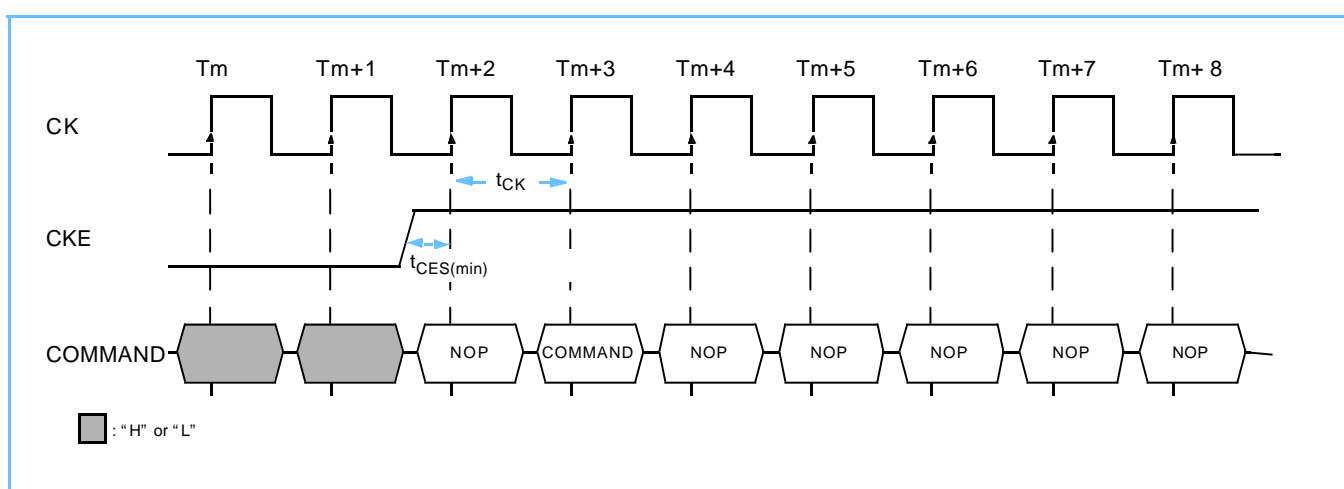 Tm Tm+1 Tm+2 Tm+3 Tm+4 Tm+5 Tm+6 Tm+7 Tm+ 8
CK
tCK
CKE
tCES(min)
COMMAND NOP COMMAND NOP NOP NOP NOP NOP
: “H” or “L”